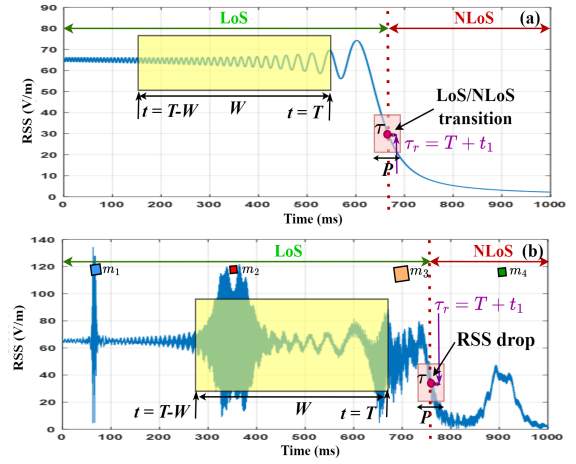 LoS NLoS
(a)
RSS (V/m)
90
80
70
60
50
40
30
20
10
0
t = T-W W t = T
LoS/NLoS
transition
τ
τr = T + t1
P
0 100 200 300 400 500 600 700 800 900 1000
Time (ms)
LoS NLoS
(b)
RSS (V/m)
140
120
100
80
60
40
20
0
m1 m2 m3 m4
τr = T + t1
RSS drop
τ
t = T-W W t = T P
0 100 200 300 400 500 600 700 800 900 1000
Time (ms)